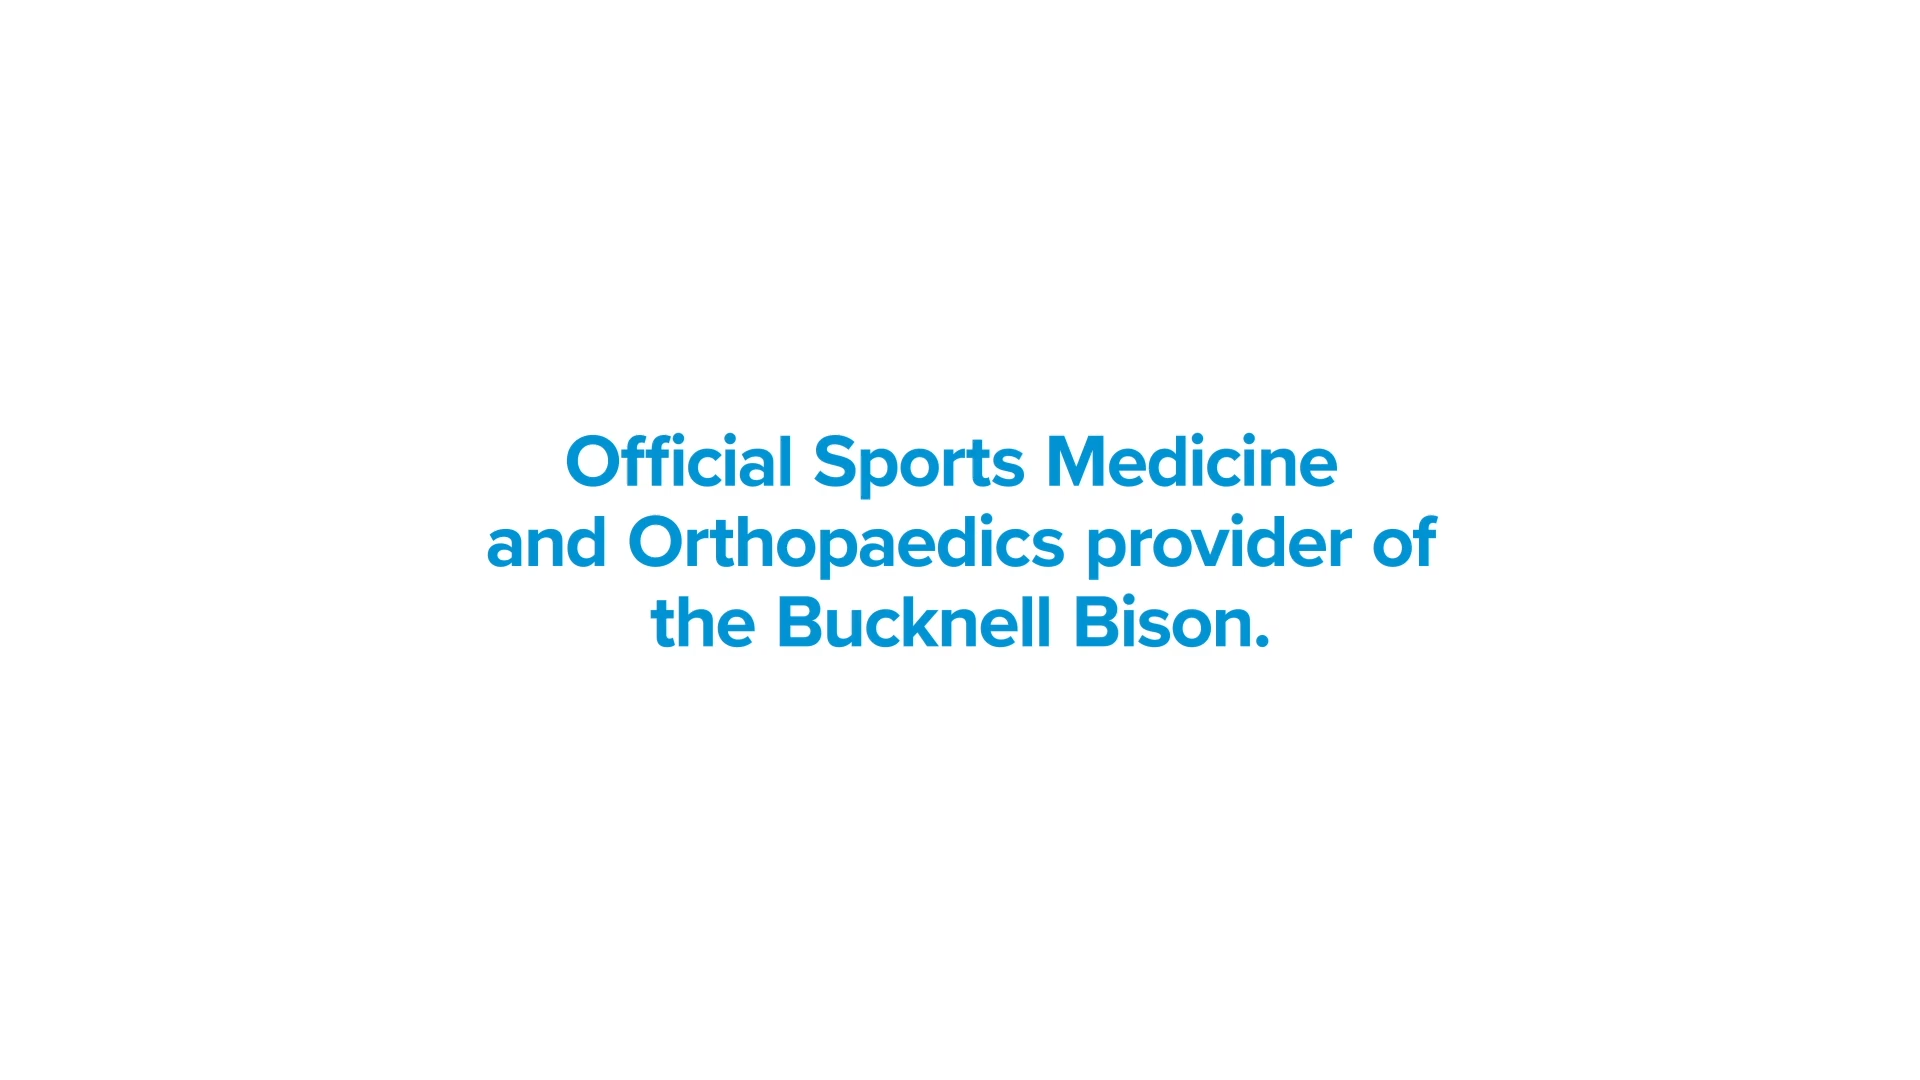 Official Sports Medicine
and Orthopaedics provider of
the Bucknell Bison.